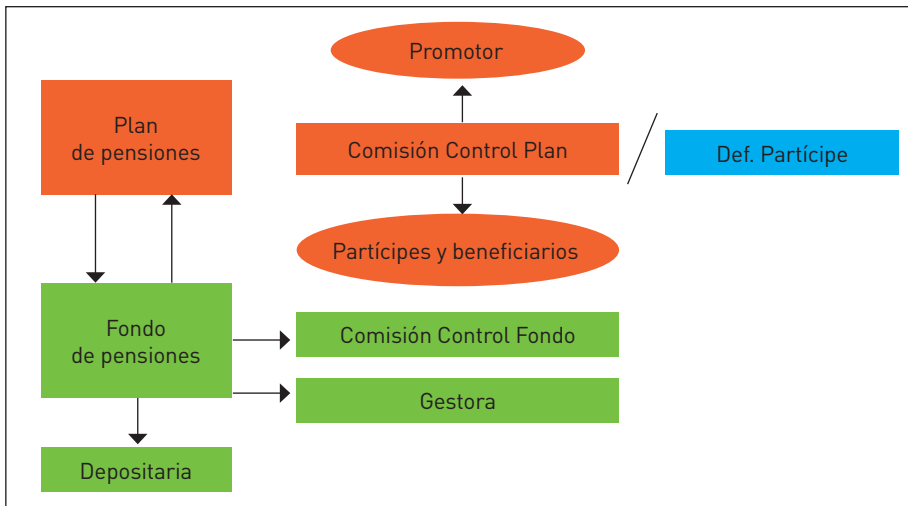 Promotor
Plan
de pensiones
Comisión Control Plan
Def. Partícipe
Partícipes y beneficiarios
Fondo
de pensiones
Comisión Control Fondo
Gestora
Depositaria